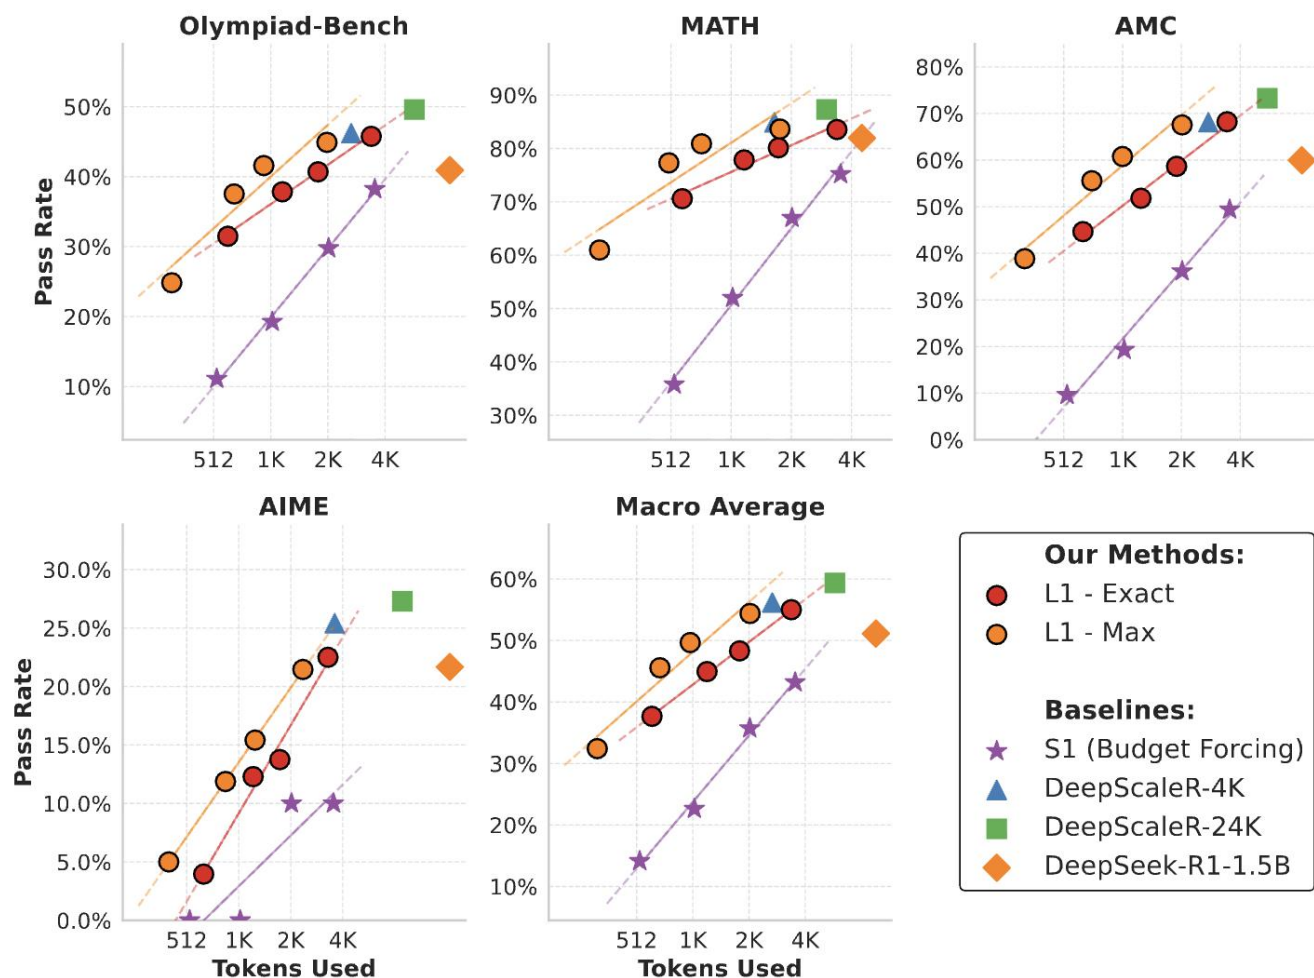 Olympiad-Bench
Pass Rate
50%
40%
30%
20%
10%
512 1K 2K 4K
MATH
90%
80%
70%
60%
50%
40%
30%
512 1K 2K 4K
AMC
80%
70%
60%
50%
40%
30%
20%
10%
0%
512 1K 2K 4K
AIME
Pass Rate
30.0%
25.0%
20.0%
15.0%
10.0%
5.0%
0.0%
512 1K 2K 4K
Tokens Used
Macro Average
60%
50%
40%
30%
20%
10%
512 1K 2K 4K
Tokens Used
Our Methods:
L1 - Exact
L1 - Max
Baselines:
S1 (Budget Forcing)
DeepScaleR-4K
DeepScaleR-24K
DeepSeek-R1-1.5B